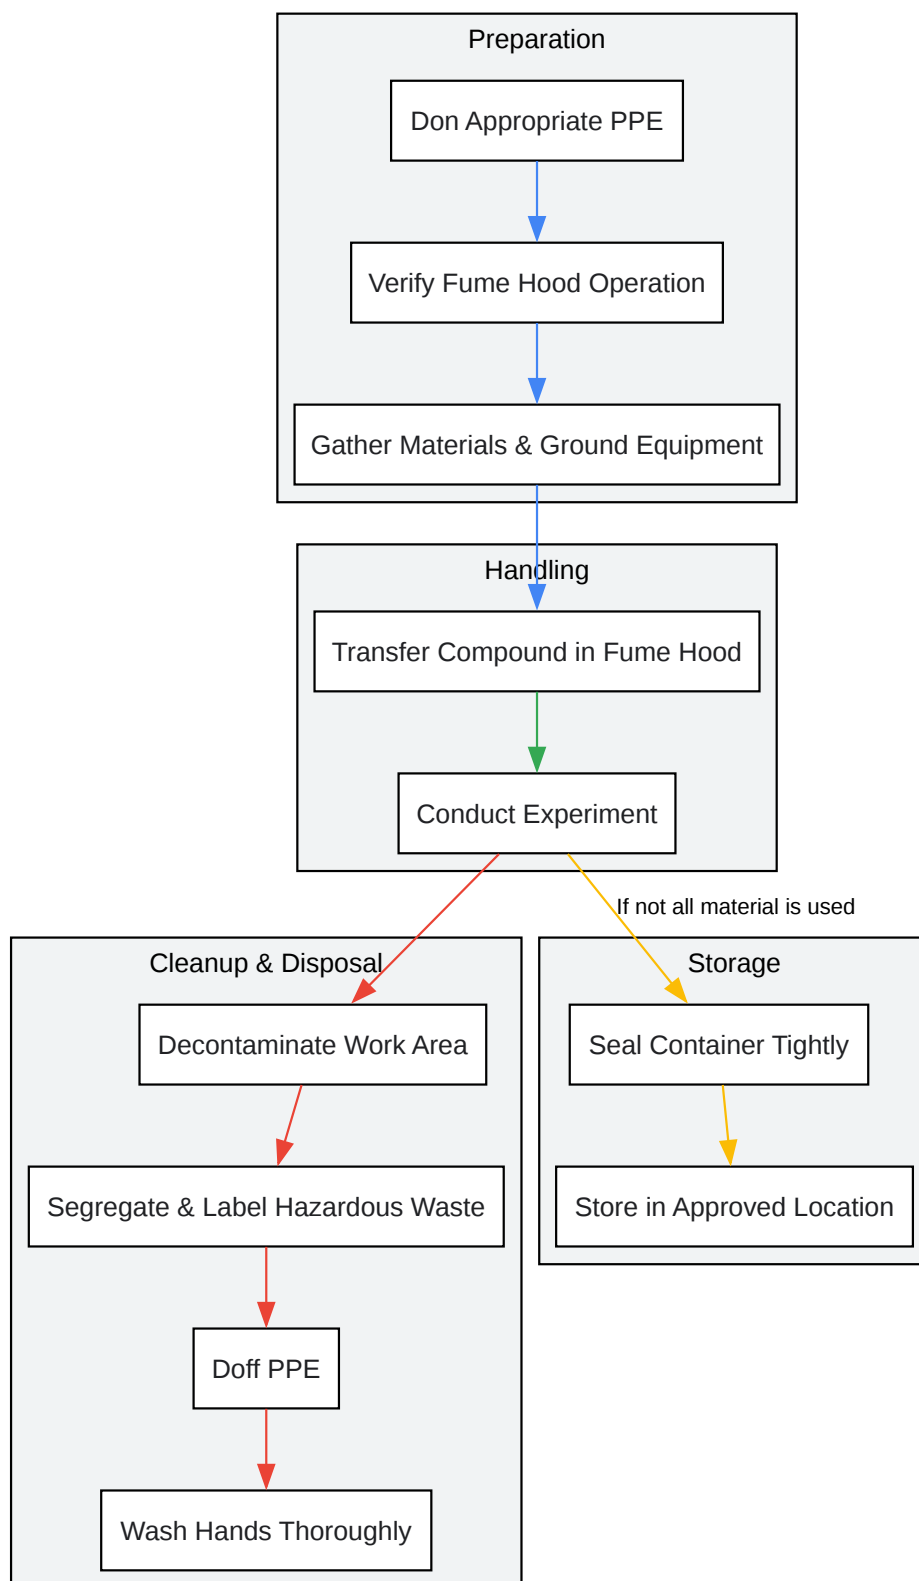 Preparation
Don Appropriate PPE
Verify Fume Hood Operation
Gather Materials & Ground Equipment
Handling
Transfer Compound in Fume Hood
Conduct Experiment
If not all material is used
Cleanup & Disposal
Decontaminate Work Area
Segregate & Label Hazardous Waste
Doff PPE
Wash Hands Thoroughly
Storage
Seal Container Tightly
Store in Approved Location